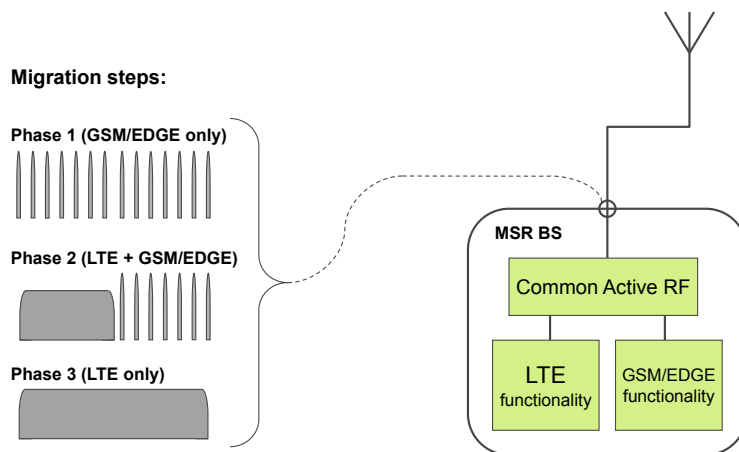 Migration steps:
Phase 1 (GSM/EDGE only)
Phase 2 (LTE + GSM/EDGE)
Phase 3 (LTE only)
MSR BS
Common Active RF
LTE
functionality
GSM/EDGE
functionality